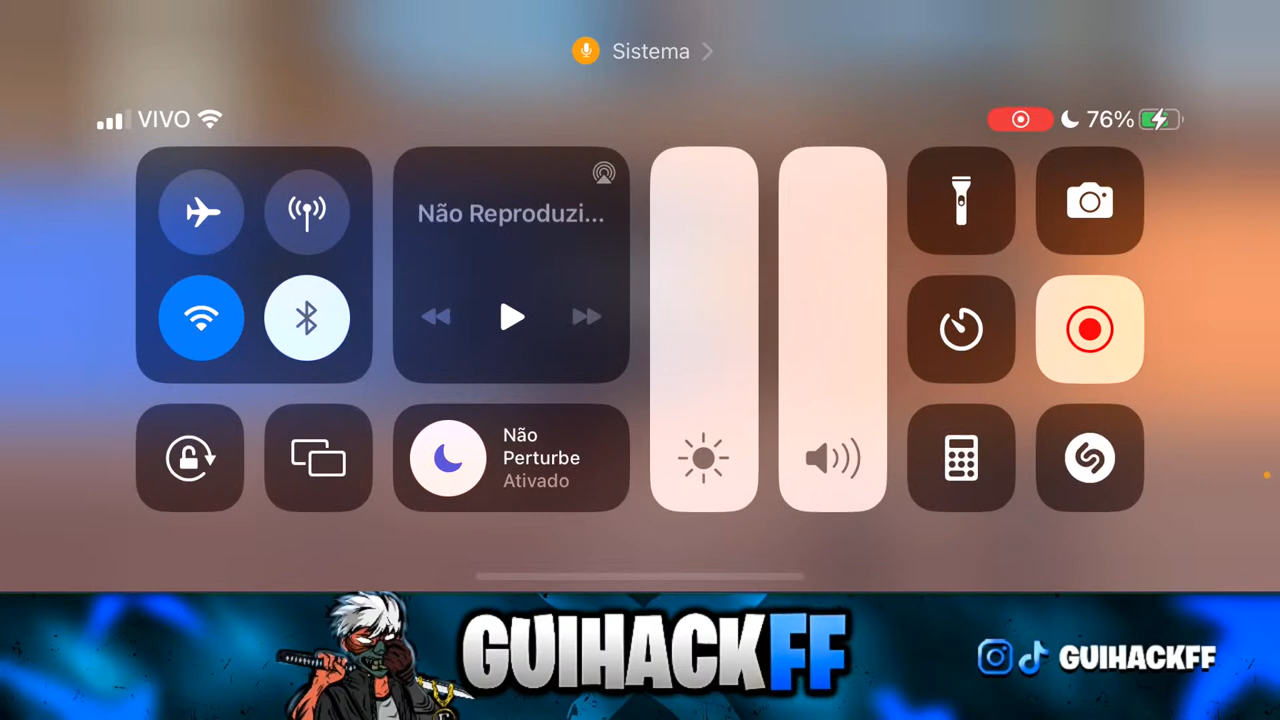 Sistema
VIVO
76%
Não Reproduzi...
Não
Perturbe
Ativado
GUIHACKFF
GUIHACKFF